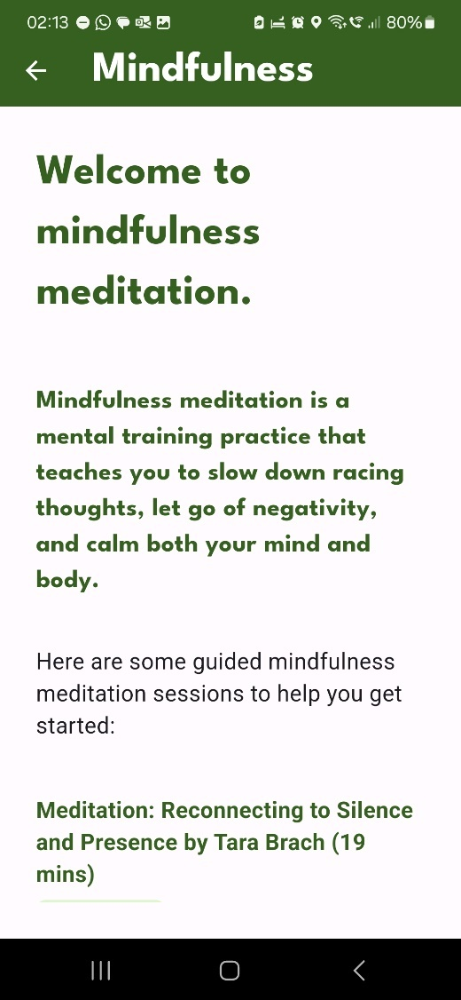 02:13 80%
Mindfulness
Welcome to
mindfulness
meditation.
Mindfulness meditation is a
mental training practice that
teaches you to slow down racing
thoughts, let go of negativity,
and calm both your mind and
body.
Here are some guided mindfulness
meditation sessions to help you get
started:
Meditation: Reconnecting to Silence
and Presence by Tara Brach (19
mins)